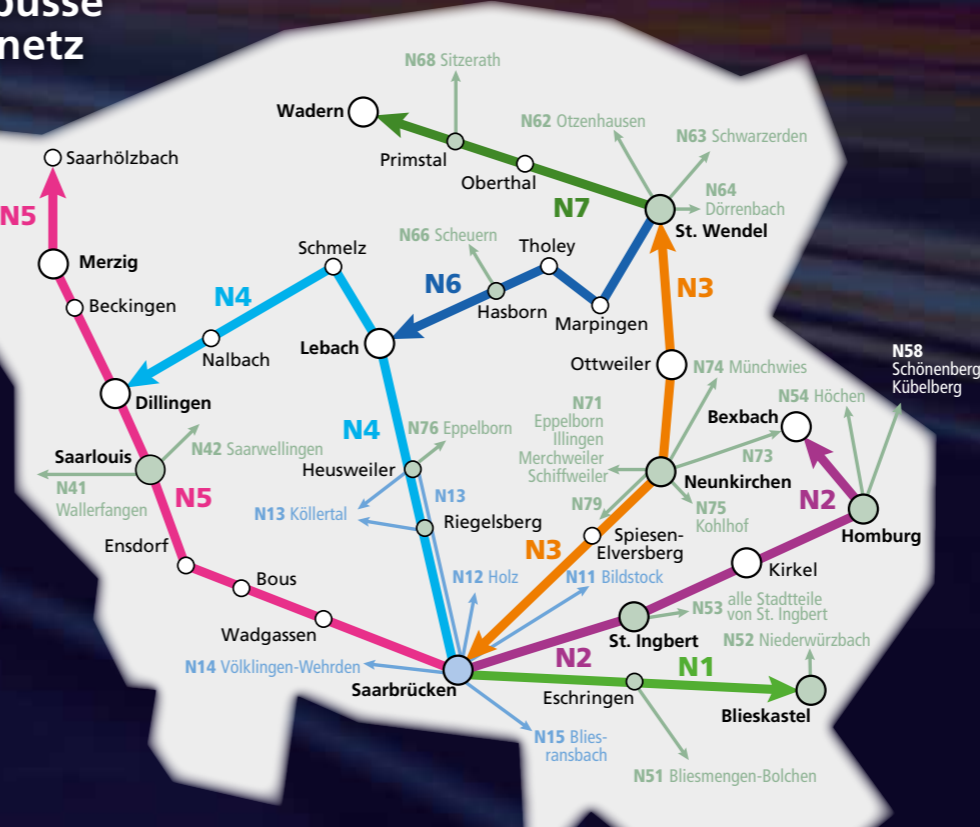 netz
N68 Sitzerath
Wadern
N62 Otzenhausen
N63 Schwarzerden
Primstal
Saarhölzbach
Oberthal
N7
N64
Dörrenbach
N5
St. Wendel
N66 Scheuern
Tholey
Schmelz
Merzig
N6
N3
N4
Beckingen
Hasborn
Marpingen
Nalbach
Lebach
Ottweiler
N58
Schönenberg
Kübelberg
N74 Münchwies
N54 Höchen
Dillingen
N71
Eppelborn
Illingen
Merchweiler
Schiffweiler
Bexbach
N4
N76 Eppelborn
N42 Saarwellingen
Saarlouis
N73
Heusweiler
Neunkirchen
N41
Wallerfangen
N5
N13
N79
N75
Kohlhof
N2
N13 Köllertal
Riegelsberg
Homburg
Ensdorf
N3
Spiesen-
Elversberg
Kirkel
Bous
N12 Holz
N11 Bildstock
N53
alle Stadtteile
von St. Ingbert
Wadgassen
St. Ingbert
N52 Niederwürzbach
N2
N1
N14 Völklingen-Wehrden
Saarbrücken
Eschringen
Blieskastel
N15 Blies-
ransbach
N51 Bliesmengen-Bolchen